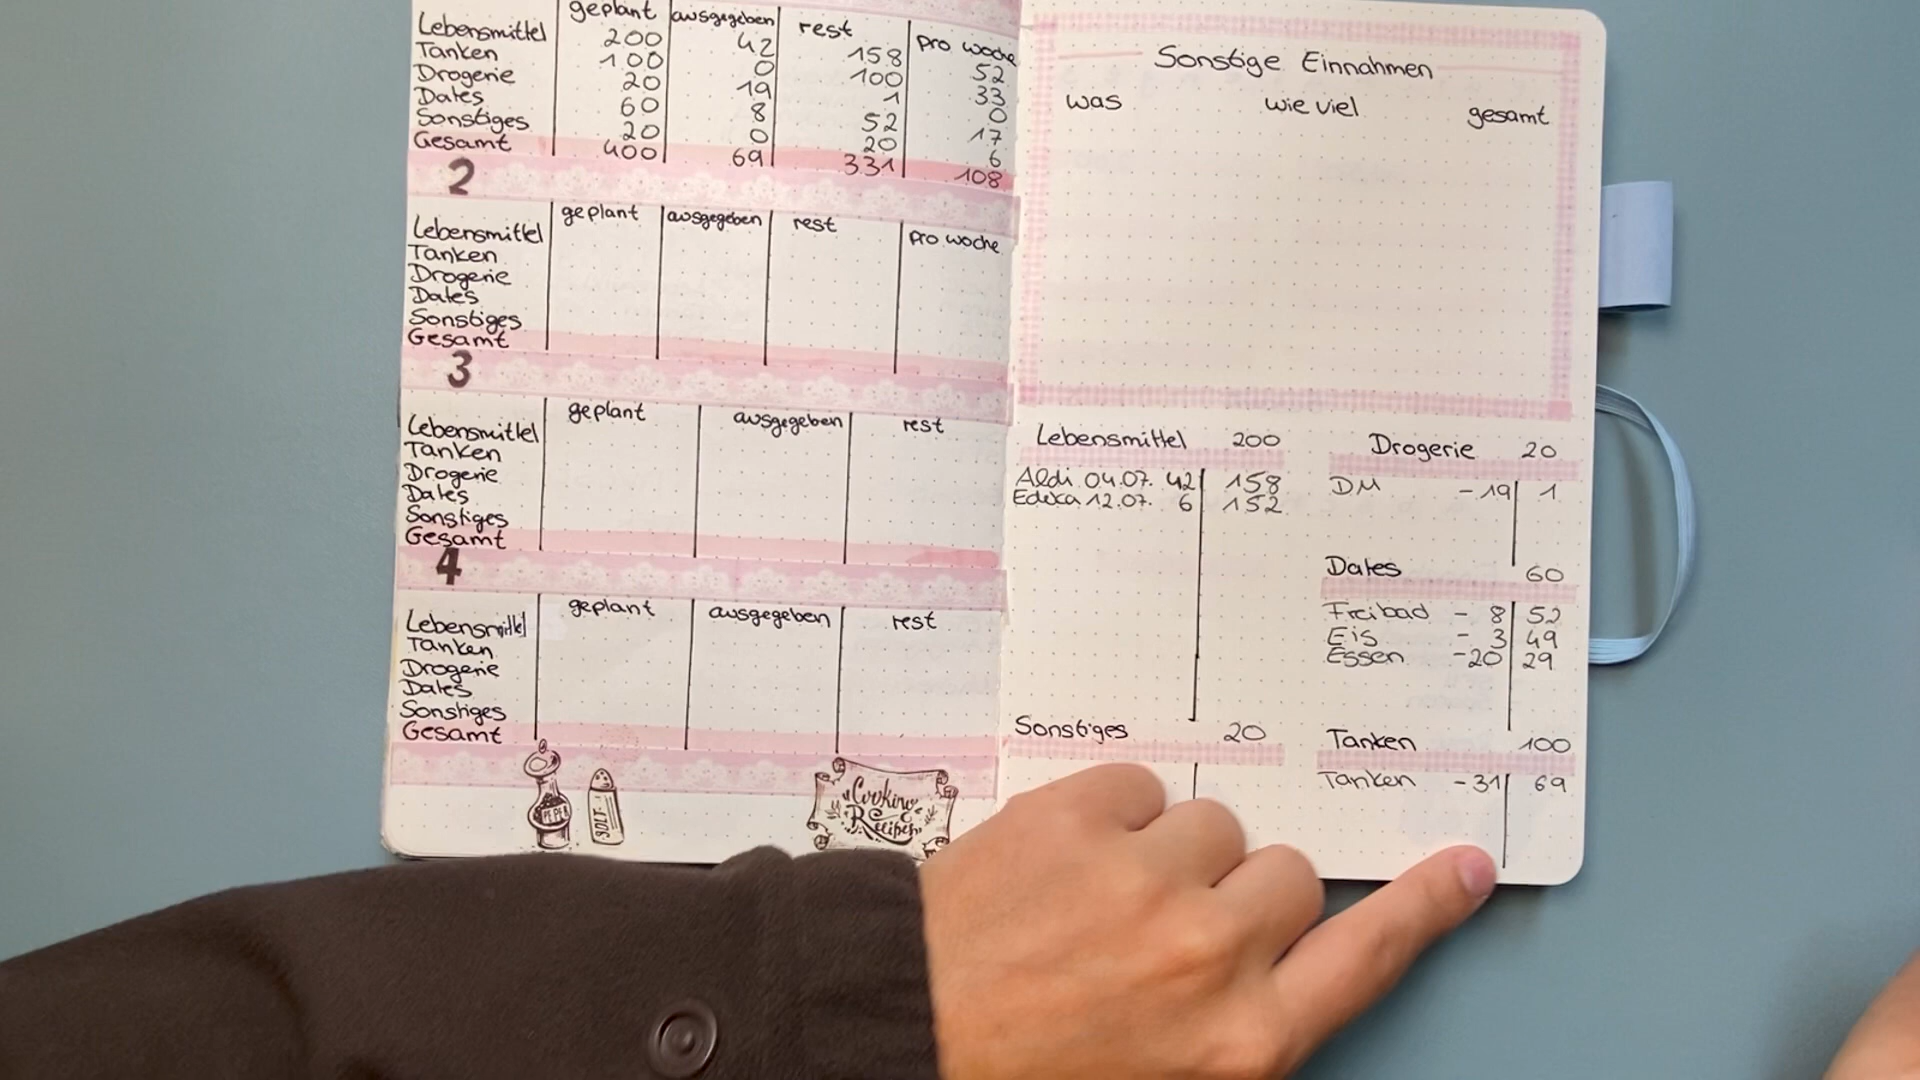 geplant ausgegeben rest pro woche
Lebensmittel 200 42 158 52
Tanken 100 0 100 33
Drogerie 20 19 1 0
Dates 60 8 52 17
Sonstiges 20 0 20 6
Gesamt 400 69 331 108
2
geplant ausgegeben rest pro woche
Lebensmittel
Tanken
Drogerie
Dates
Sonstiges
Gesamt
3
geplant ausgegeben rest
Lebensmittel
Tanken
Drogerie
Dates
Sonstiges
Gesamt
4
geplant ausgegeben rest
Lebensmittel
Tanken
Drogerie
Dates
Sonstiges
Gesamt
PEPER
SOLT
Cooking
Recipes
Sonstige Einnahmen
was wie viel gesamt
Lebensmittel 200
Aldi 04.07. 42 158
Edeka 12.07. 6 152
Drogerie 20
DM -19 1
Dates 60
Freibad - 8 52
Eis - 3 49
Essen -20 29
Sonstiges 20
Tanken 100
Tanken -31 69